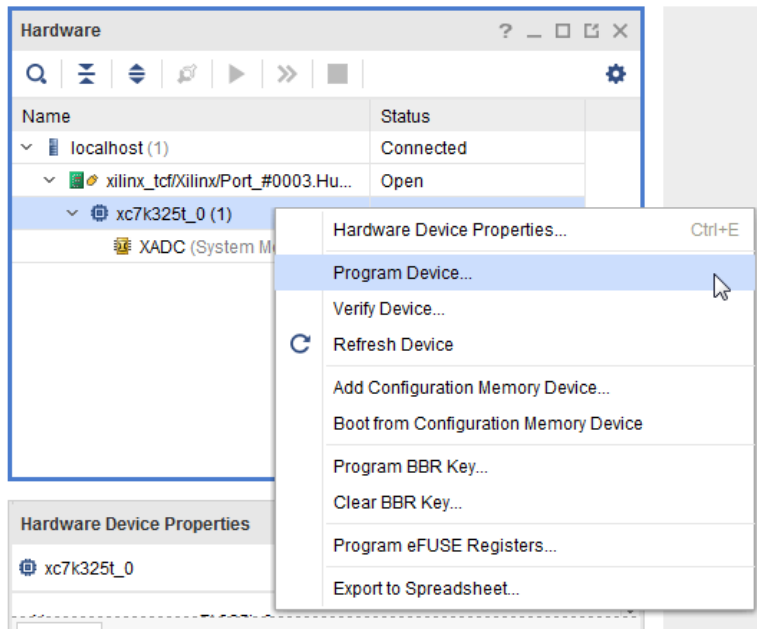 Hardware
Name Status
localhost (1) Connected
xilinx_tcf/Xilinx/Port_#0003.Hu... Open
xc7k325t_0 (1)
XADC (System M
Hardware Device Properties... Ctrl+E
Program Device...
Verify Device...
Refresh Device
Add Configuration Memory Device...
Boot from Configuration Memory Device
Program BBR Key...
Clear BBR Key...
Program eFUSE Registers...
Export to Spreadsheet...
Hardware Device Properties
xc7k325t_0